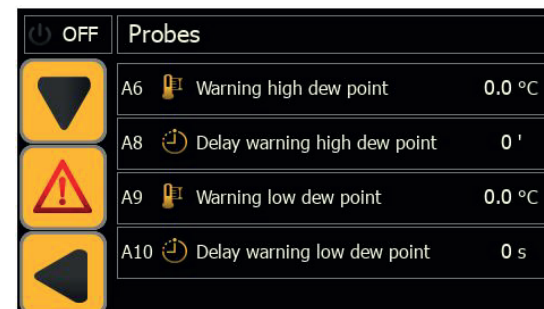 OFF Probes
A6 Warning high dew point 0.0 °C
A8 Delay warning high dew point 0 '
A9 Warning low dew point 0.0 °C
A10 Delay warning low dew point 0 s